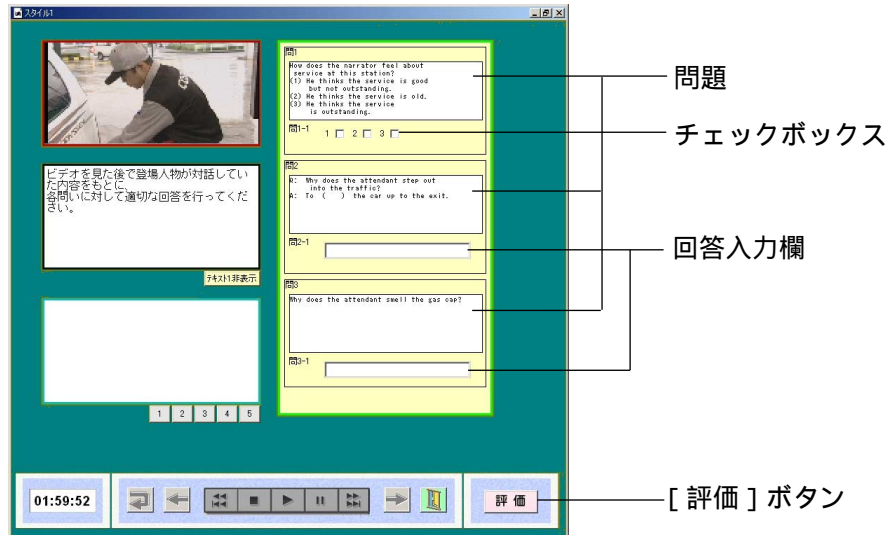 スタイル1
問1
How does the narrator feel about
service at this station?
(1) He thinks the service is good
but not outstanding.
(2) He thinks the service is old.
(3) He thinks the service
is outstanding.
問1-1 1 2 3
ビデオを見た後で登場人物が対話してい
た内容をもとに、
各問いに対して適切な回答を行ってくだ
さい。
テキスト1非表示
問2
Q: Why does the attendant step out
into the traffic?
A: To ( ) the car up to the exit.
問2-1
問3
Why does the attendant smell the gas cap?
問3-1
1 2 3 4 5
01:59:52
評 価
問題
チェックボックス
回答入力欄
[ 評価 ] ボタン